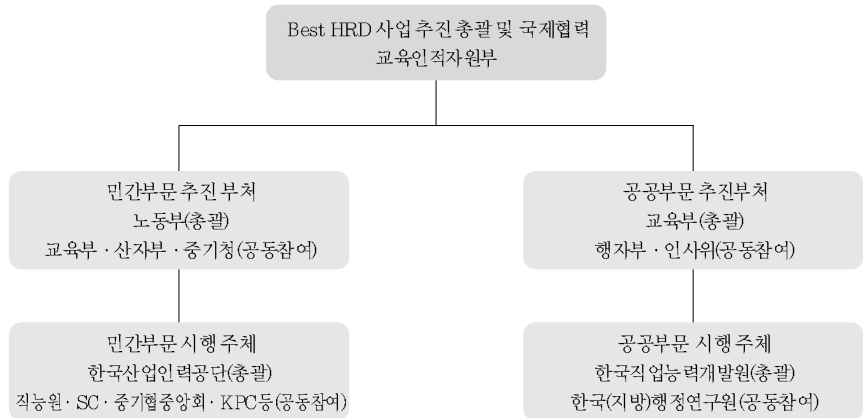 Best HRD 사업 추진 총괄 및 국제협력
교육인적자원부
민간부문 추진 부처
노동부(총괄)
교육부 · 산자부 · 중기청(공동참여)
공공부문 추진부처
교육부(총괄)
행자부 · 인사위(공동참여)
민간부문 시행 주체
한국산업인력공단(총괄)
직능원 · SC · 중기협중앙회 · KPC등(공동참여)
공공부문 시행 주체
한국직업능력개발원(총괄)
한국(지방)행정연구원(공동참여)